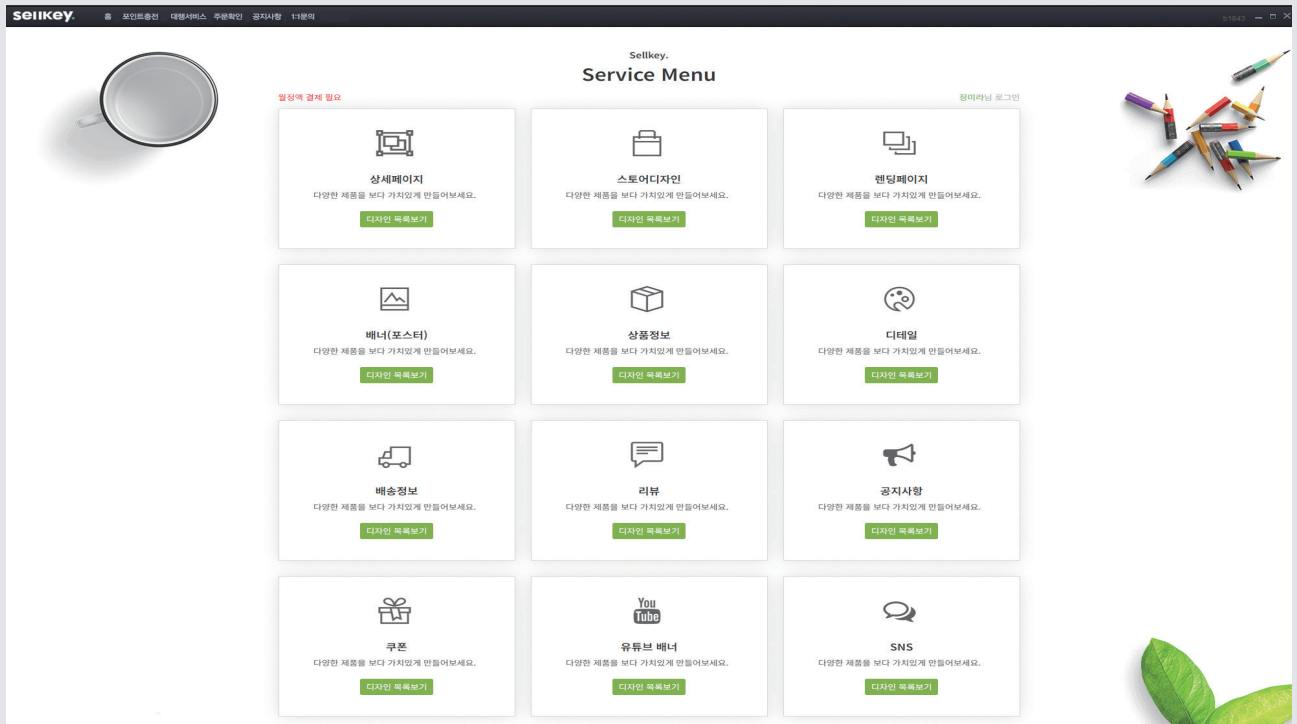 sellkey.
홈 포인트충전 대행서비스 주문확인 공지사항 1:1문의
b1643
Sellkey.
Service Menu
월정액 결제 필요
장미라님 로그인
상세페이지 스토어디자인 렌딩페이지
다양한 제품을 보다 가치있게 만들어보세요. 다양한 제품을 보다 가치있게 만들어보세요. 다양한 제품을 보다 가치있게 만들어보세요.
디자인 목록보기 디자인 목록보기 디자인 목록보기
배너(포스터) 상품정보 디테일
다양한 제품을 보다 가치있게 만들어보세요. 다양한 제품을 보다 가치있게 만들어보세요. 다양한 제품을 보다 가치있게 만들어보세요.
디자인 목록보기 디자인 목록보기 디자인 목록보기
배송정보 리뷰 공지사항
다양한 제품을 보다 가치있게 만들어보세요. 다양한 제품을 보다 가치있게 만들어보세요. 다양한 제품을 보다 가치있게 만들어보세요.
디자인 목록보기 디자인 목록보기 디자인 목록보기
You
Tube
쿠폰 유튜브 배너 SNS
다양한 제품을 보다 가치있게 만들어보세요. 다양한 제품을 보다 가치있게 만들어보세요. 다양한 제품을 보다 가치있게 만들어보세요.
디자인 목록보기 디자인 목록보기 디자인 목록보기